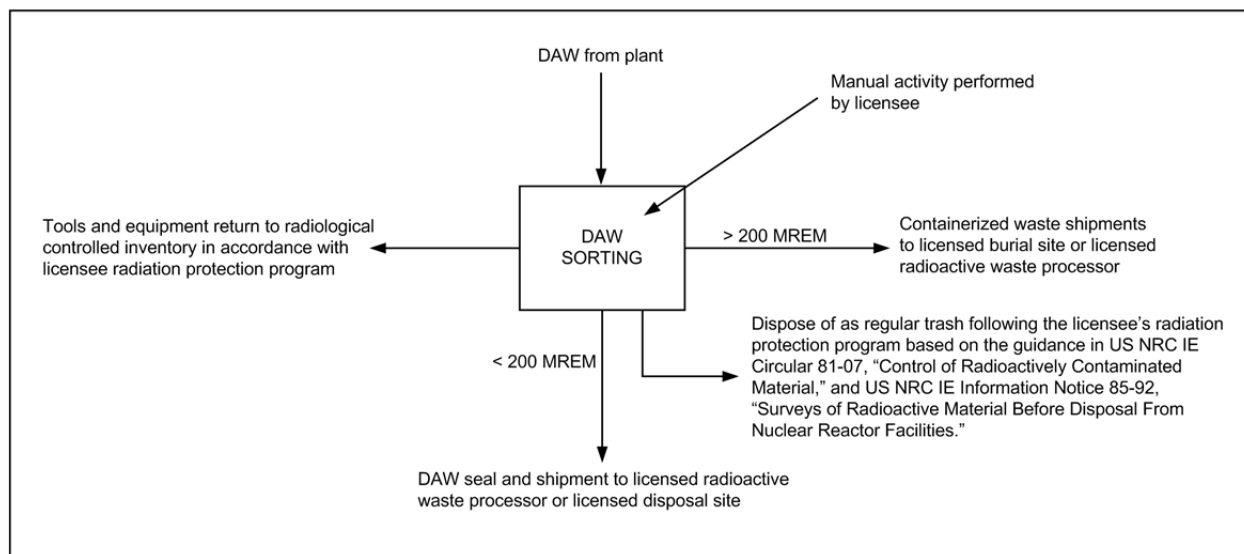 DAW from plant
Manual activity performed
by licensee
Tools and equipment return to radiological
controlled inventory in accordance with
licensee radiation protection program
DAW
SORTING
> 200 MREM
Containerized waste shipments
to licensed burial site or licensed
radioactive waste processor
< 200 MREM
Dispose of as regular trash following the licensee’s radiation
protection program based on the guidance in US NRC IE
Circular 81-07, “Control of Radioactively Contaminated
Material,” and US NRC IE Information Notice 85-92,
“Surveys of Radioactive Material Before Disposal From
Nuclear Reactor Facilities.”
DAW seal and shipment to licensed radioactive
waste processor or licensed disposal site